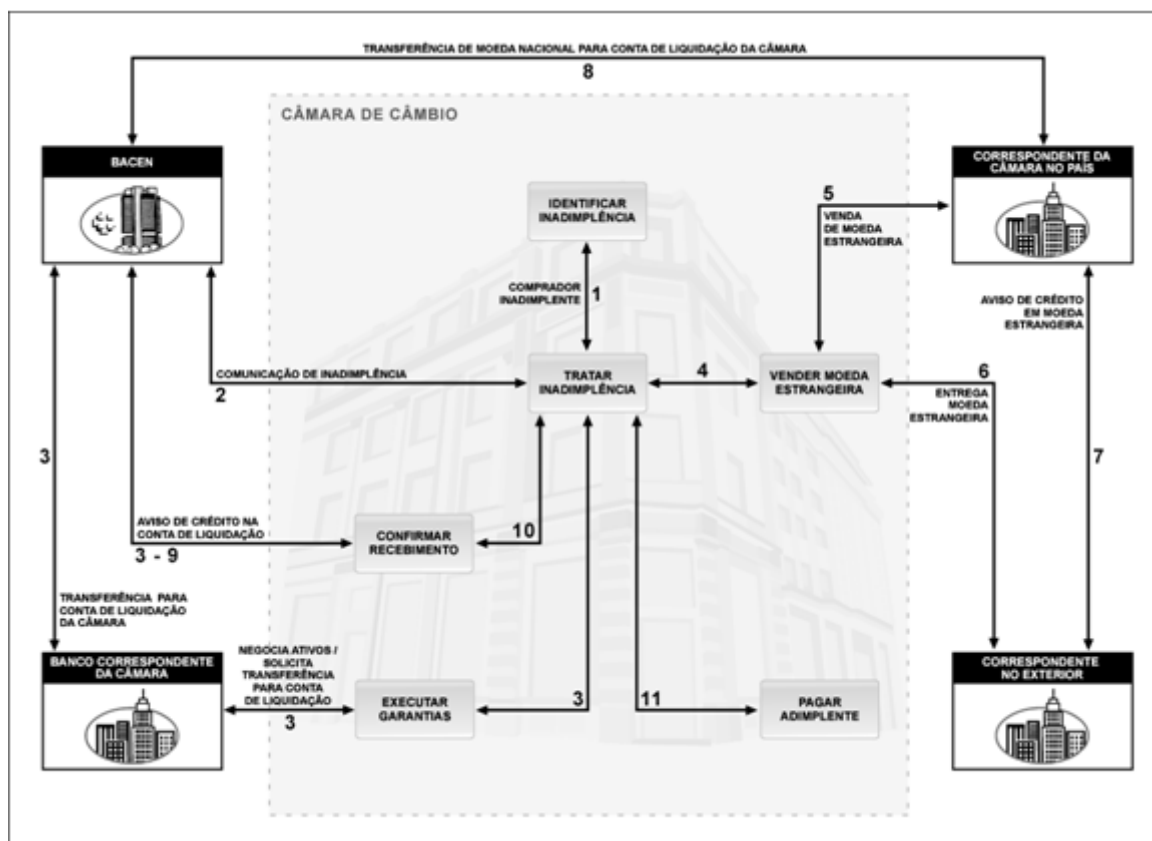 TRANSFERÊNCIA DE MOEDA NACIONAL PARA CONTA DE LIQUIDAÇÃO DA CÂMARA
8
CÂMARA DE CÂMBIO
BACEN
CORRESPONDENTE DA
CÂMARA NO PAÍS
IDENTIFICAR
INADIMPLÊNCIA
5
VENDA
DE MOEDA
ESTRANGEIRA
COMPRADOR
INADIMPLENTE
1
AVISO DE CRÉDITO
EM MOEDA
ESTRANGEIRA
COMUNICAÇÃO DE INADIMPLÊNCIA
2
TRATAR
INADIMPLÊNCIA
4
VENDER MOEDA
ESTRANGEIRA
6
ENTREGA
MOEDA
ESTRANGEIRA
3
7
AVISO DE CRÉDITO NA
CONTA DE LIQUIDAÇÃO
3 - 9
CONFIRMAR
RECEBIMENTO
10
TRANSFERÊNCIA PARA
CONTA DE LIQUIDAÇÃO
DA CÂMARA
BANCO CORRESPONDENTE
DA CÂMARA
NEGOCIA ATIVOS /
SOLICITA
TRANSFERÊNCIA
PARA CONTA
DE LIQUIDAÇÃO
3
EXECUTAR
GARANTIAS
3
11
PAGAR
ADIMPLENTE
CORRESPONDENTE
NO EXTERIOR